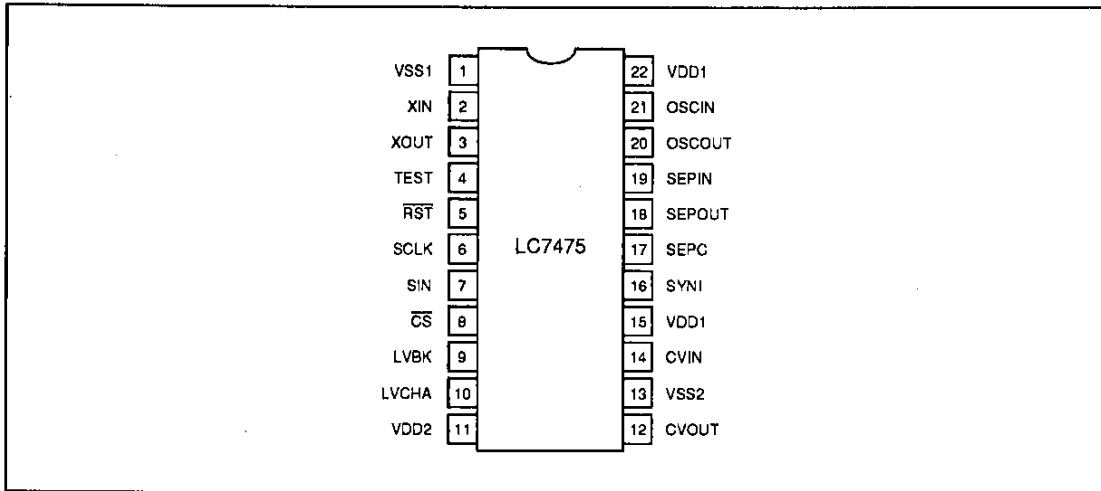 VSS1 1 22 VDD1
XIN 2 21 OSCIN
XOUT 3 20 OSCOUT
TEST 4 19 SEPIN
R̅S̅T̅ 5 18 SEPOUT
SCLK 6 LC7475 17 SEPC
SIN 7 16 SYNI
C̅S̅ 8 15 VDD1
LVBK 9 14 CVIN
LVCHA 10 13 VSS2
VDD2 11 12 CVOUT